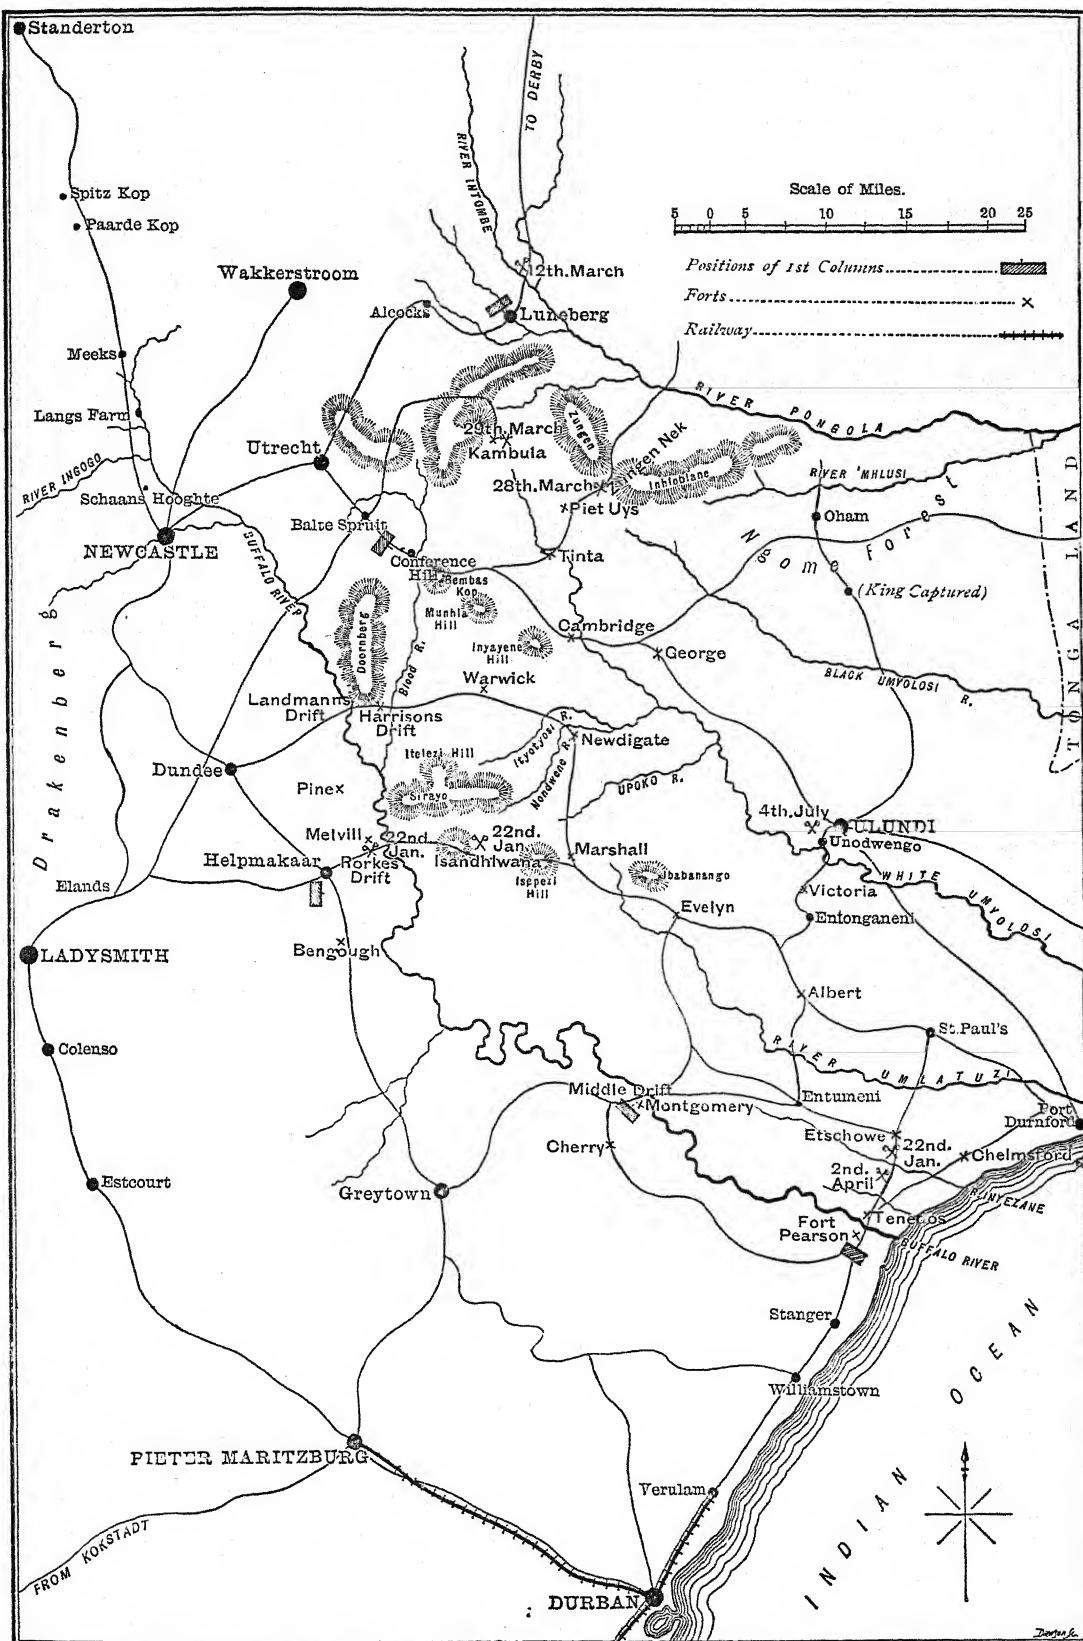 Standerton
TO DERBY
RIVER INTOMBE
Spitz Kop
Paarde Kop
Scale of Miles.
5 0 5 10 15 20 25
Positions of 1st Columns
Forts
Railway
Wakkerstroom
12th. March
Alcocks
Luneberg
Meeks
Langs Farm
RIVER PONGOLA
Zungen
29th. March
Kambula
Utrecht
Zungen Nek
Inhlobane
RIVER INGOGO
28th. March
RIVER 'MHLUSI
Schaans Hooghte
Piet Uys
Oham
Balte Spruit
Ngome Forest
NEWCASTLE
BUFFALO RIVER
Conference
Hill
Tinta
Bembas
Kop
(King Captured)
TONGALAND
Munhla
Hill
Doornberg
Blood R.
Cambridge
Inyayene
Hill
George
Drakenberg
Warwick
BLACK UMVOLOSI R.
Landmanns
Drift
Harrisons
Drift
Ityotyosi R.
Newdigate
Nondwene R.
Itelezi Hill
Dundee
UPOKO R.
Pine
Sirayo
4th. July
ULUNDI
Unodwengo
Melvill
22nd.
Jan.
22nd.
Jan.
Isandhlwana
Marshall
Helpmakaar
Rorkes
Drift
Isepezi
Hill
Ibabanango
WHITE UMVOLOSI
Elands
Victoria
Evelyn
Entonganeni
LADYSMITH
Bengough
Albert
St. Paul's
Colenso
RIVER UMLATUZI
Middle Drift
Montgomery
Entumeni
Port
Durnford
Etschowe
22nd.
Jan.
Cherry
Chelmsford
2nd.
April
Estcourt
Greytown
R. INYEZANE
Tenedos
Fort
Pearson
BUFFALO RIVER
Stanger
INDIAN OCEAN
Williamstown
PIETER MARITZBURG
Verulam
FROM KOKSTADT
DURBAN